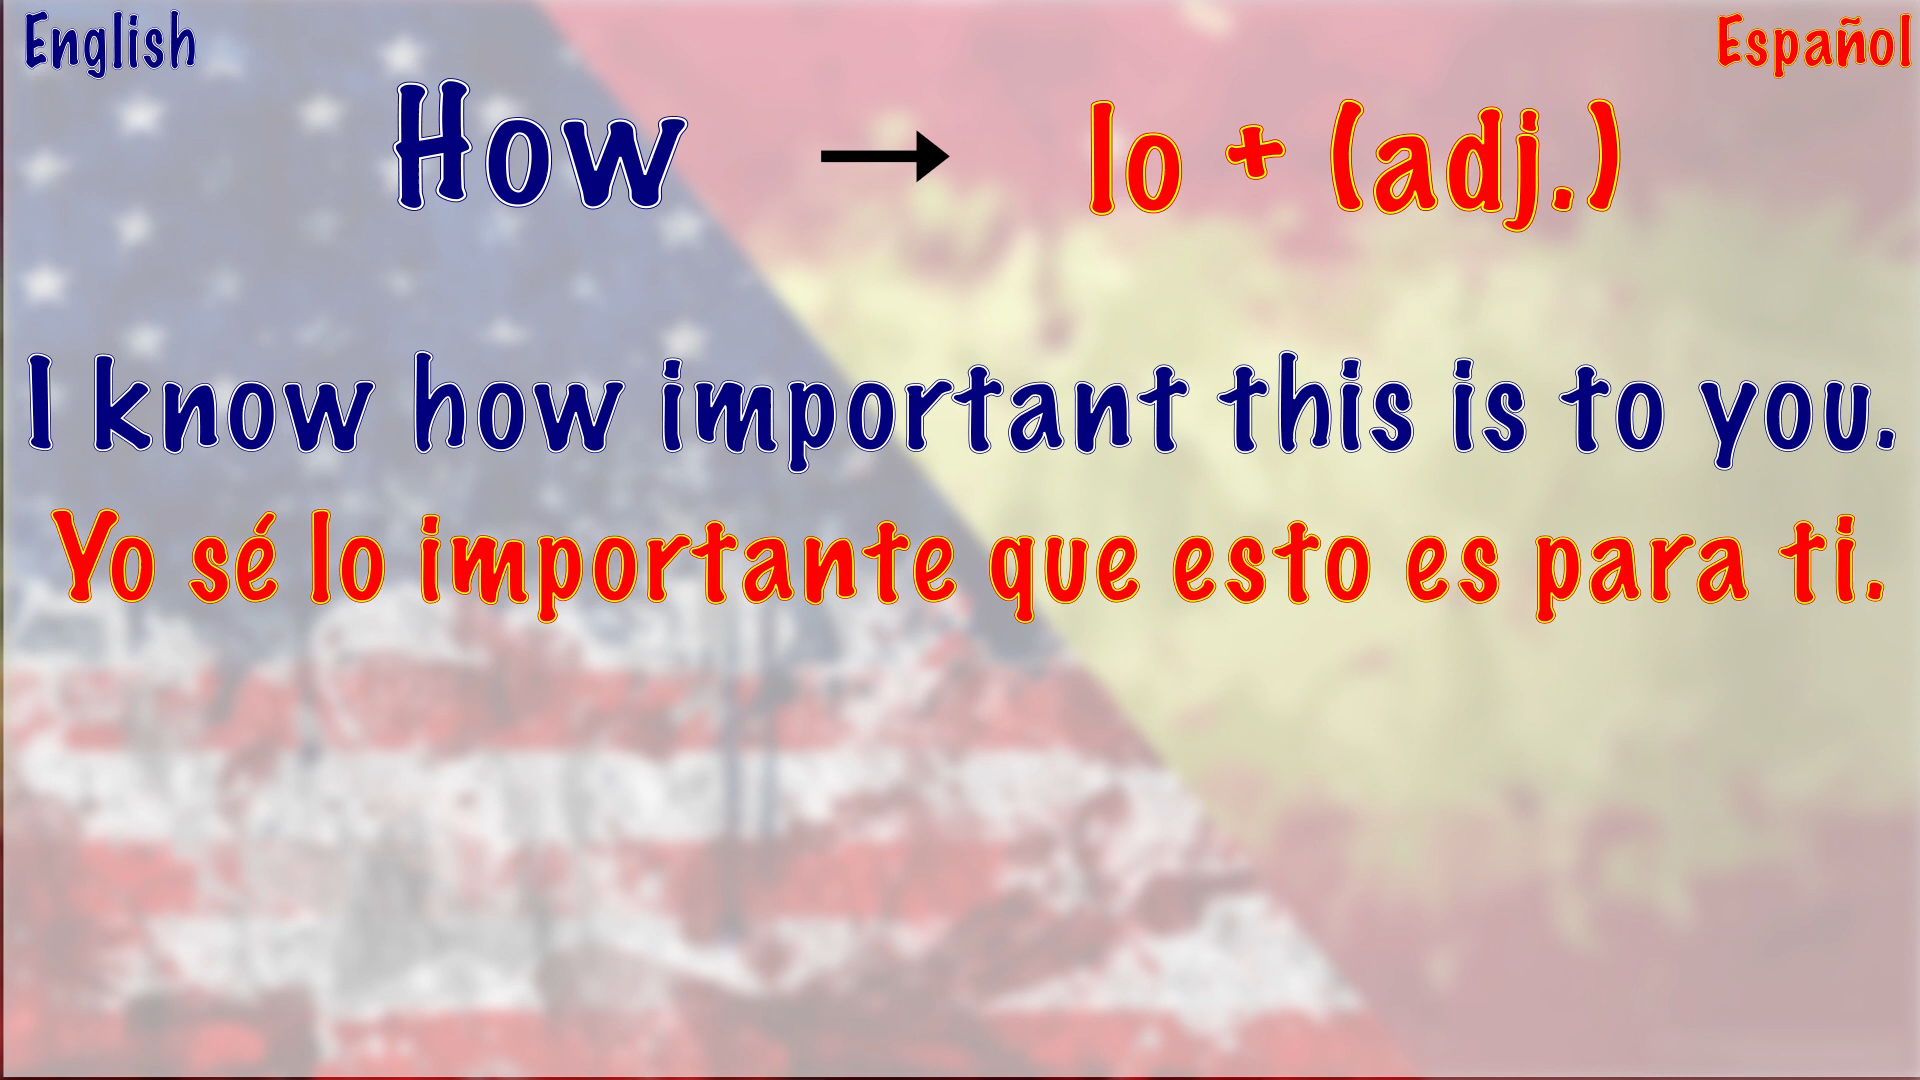 English
Español
How → lo + (adj.)
I know how important this is to you.
Yo sé lo importante que esto es para ti.